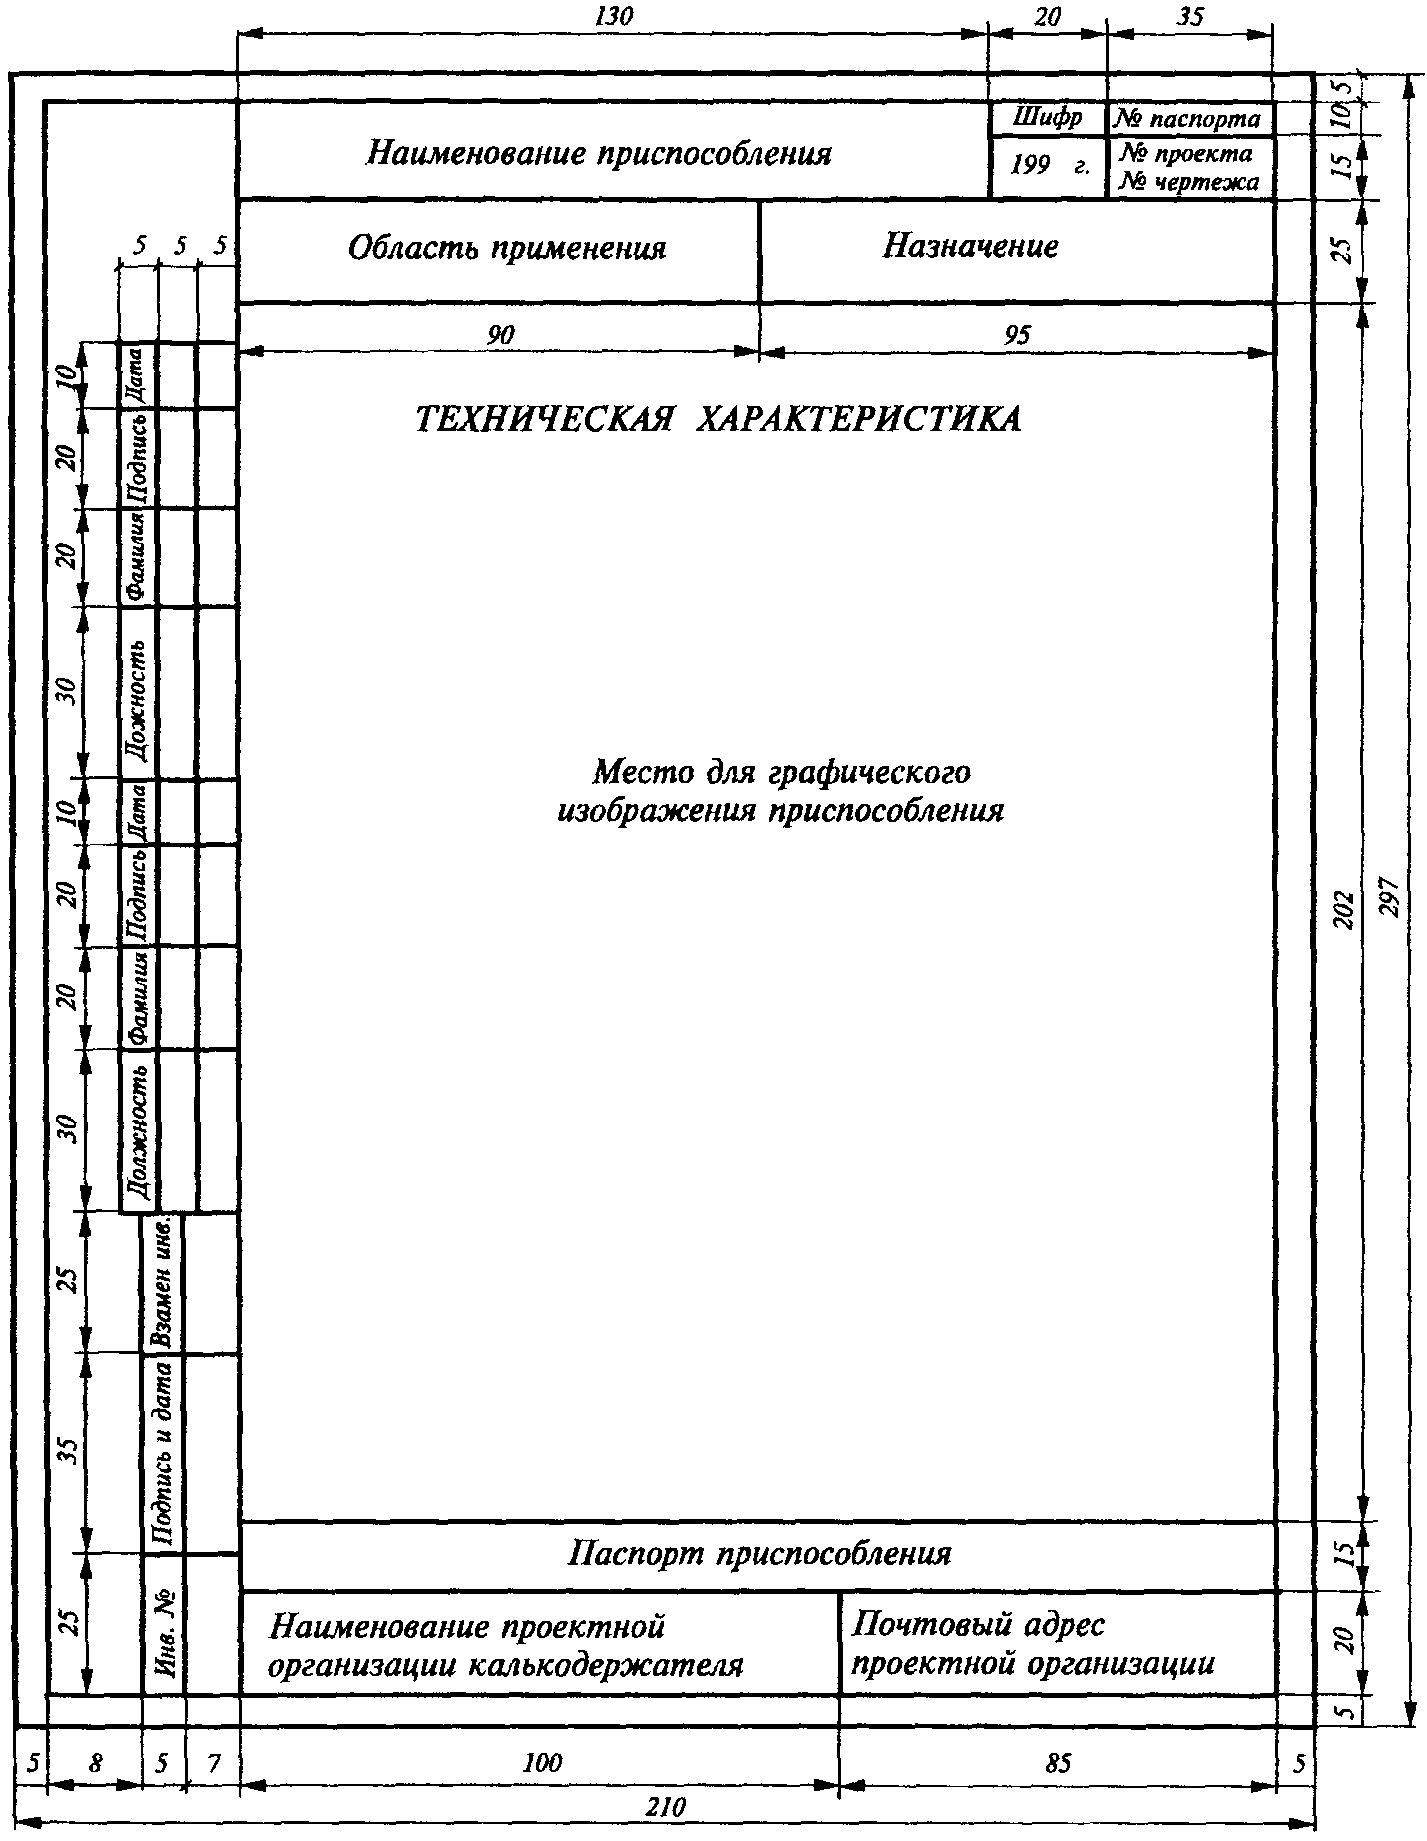 130
20
35
5
Наименование приспособления
Шифр
№ паспорта
10
199 г.
№ проекта
№ чертежа
15
5
5
5
Область применения
Назначение
25
90
95
ТЕХНИЧЕСКАЯ ХАРАКТЕРИСТИКА
10
Дата
20
Подпись
20
Фамилия
30
Дожность
Место для графического
изображения приспособления
10
Дата
20
Подпись
20
Фамилия
30
Должность
202
297
25
Взамен инв.
35
Подпись и дата
25
Инв. №
Паспорт приспособления
15
Наименование проектной
организации калькодержателя
Почтовый адрес
проектной организации
20
5
5
8
5
7
100
85
5
210